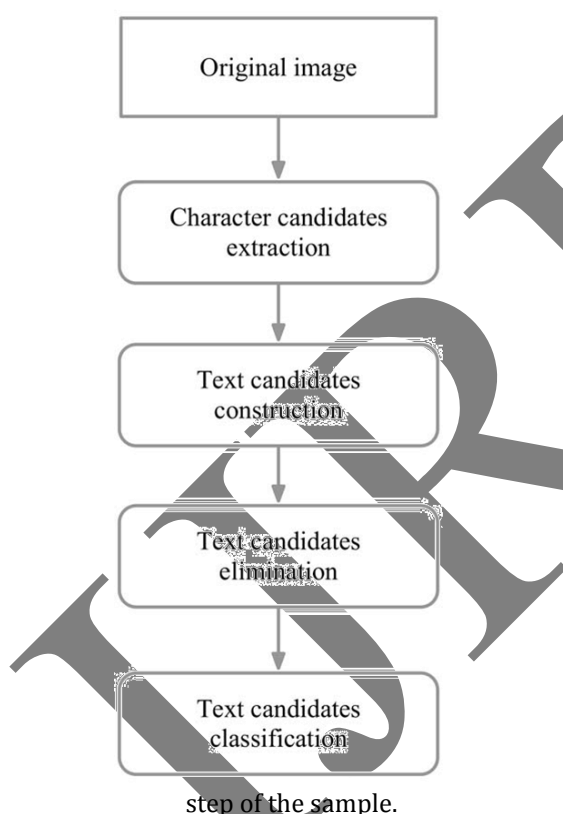 Original image
Character candidates
extraction
Text candidates
construction
Text candidates
elimination
Text candidates
classification
step of the sample.